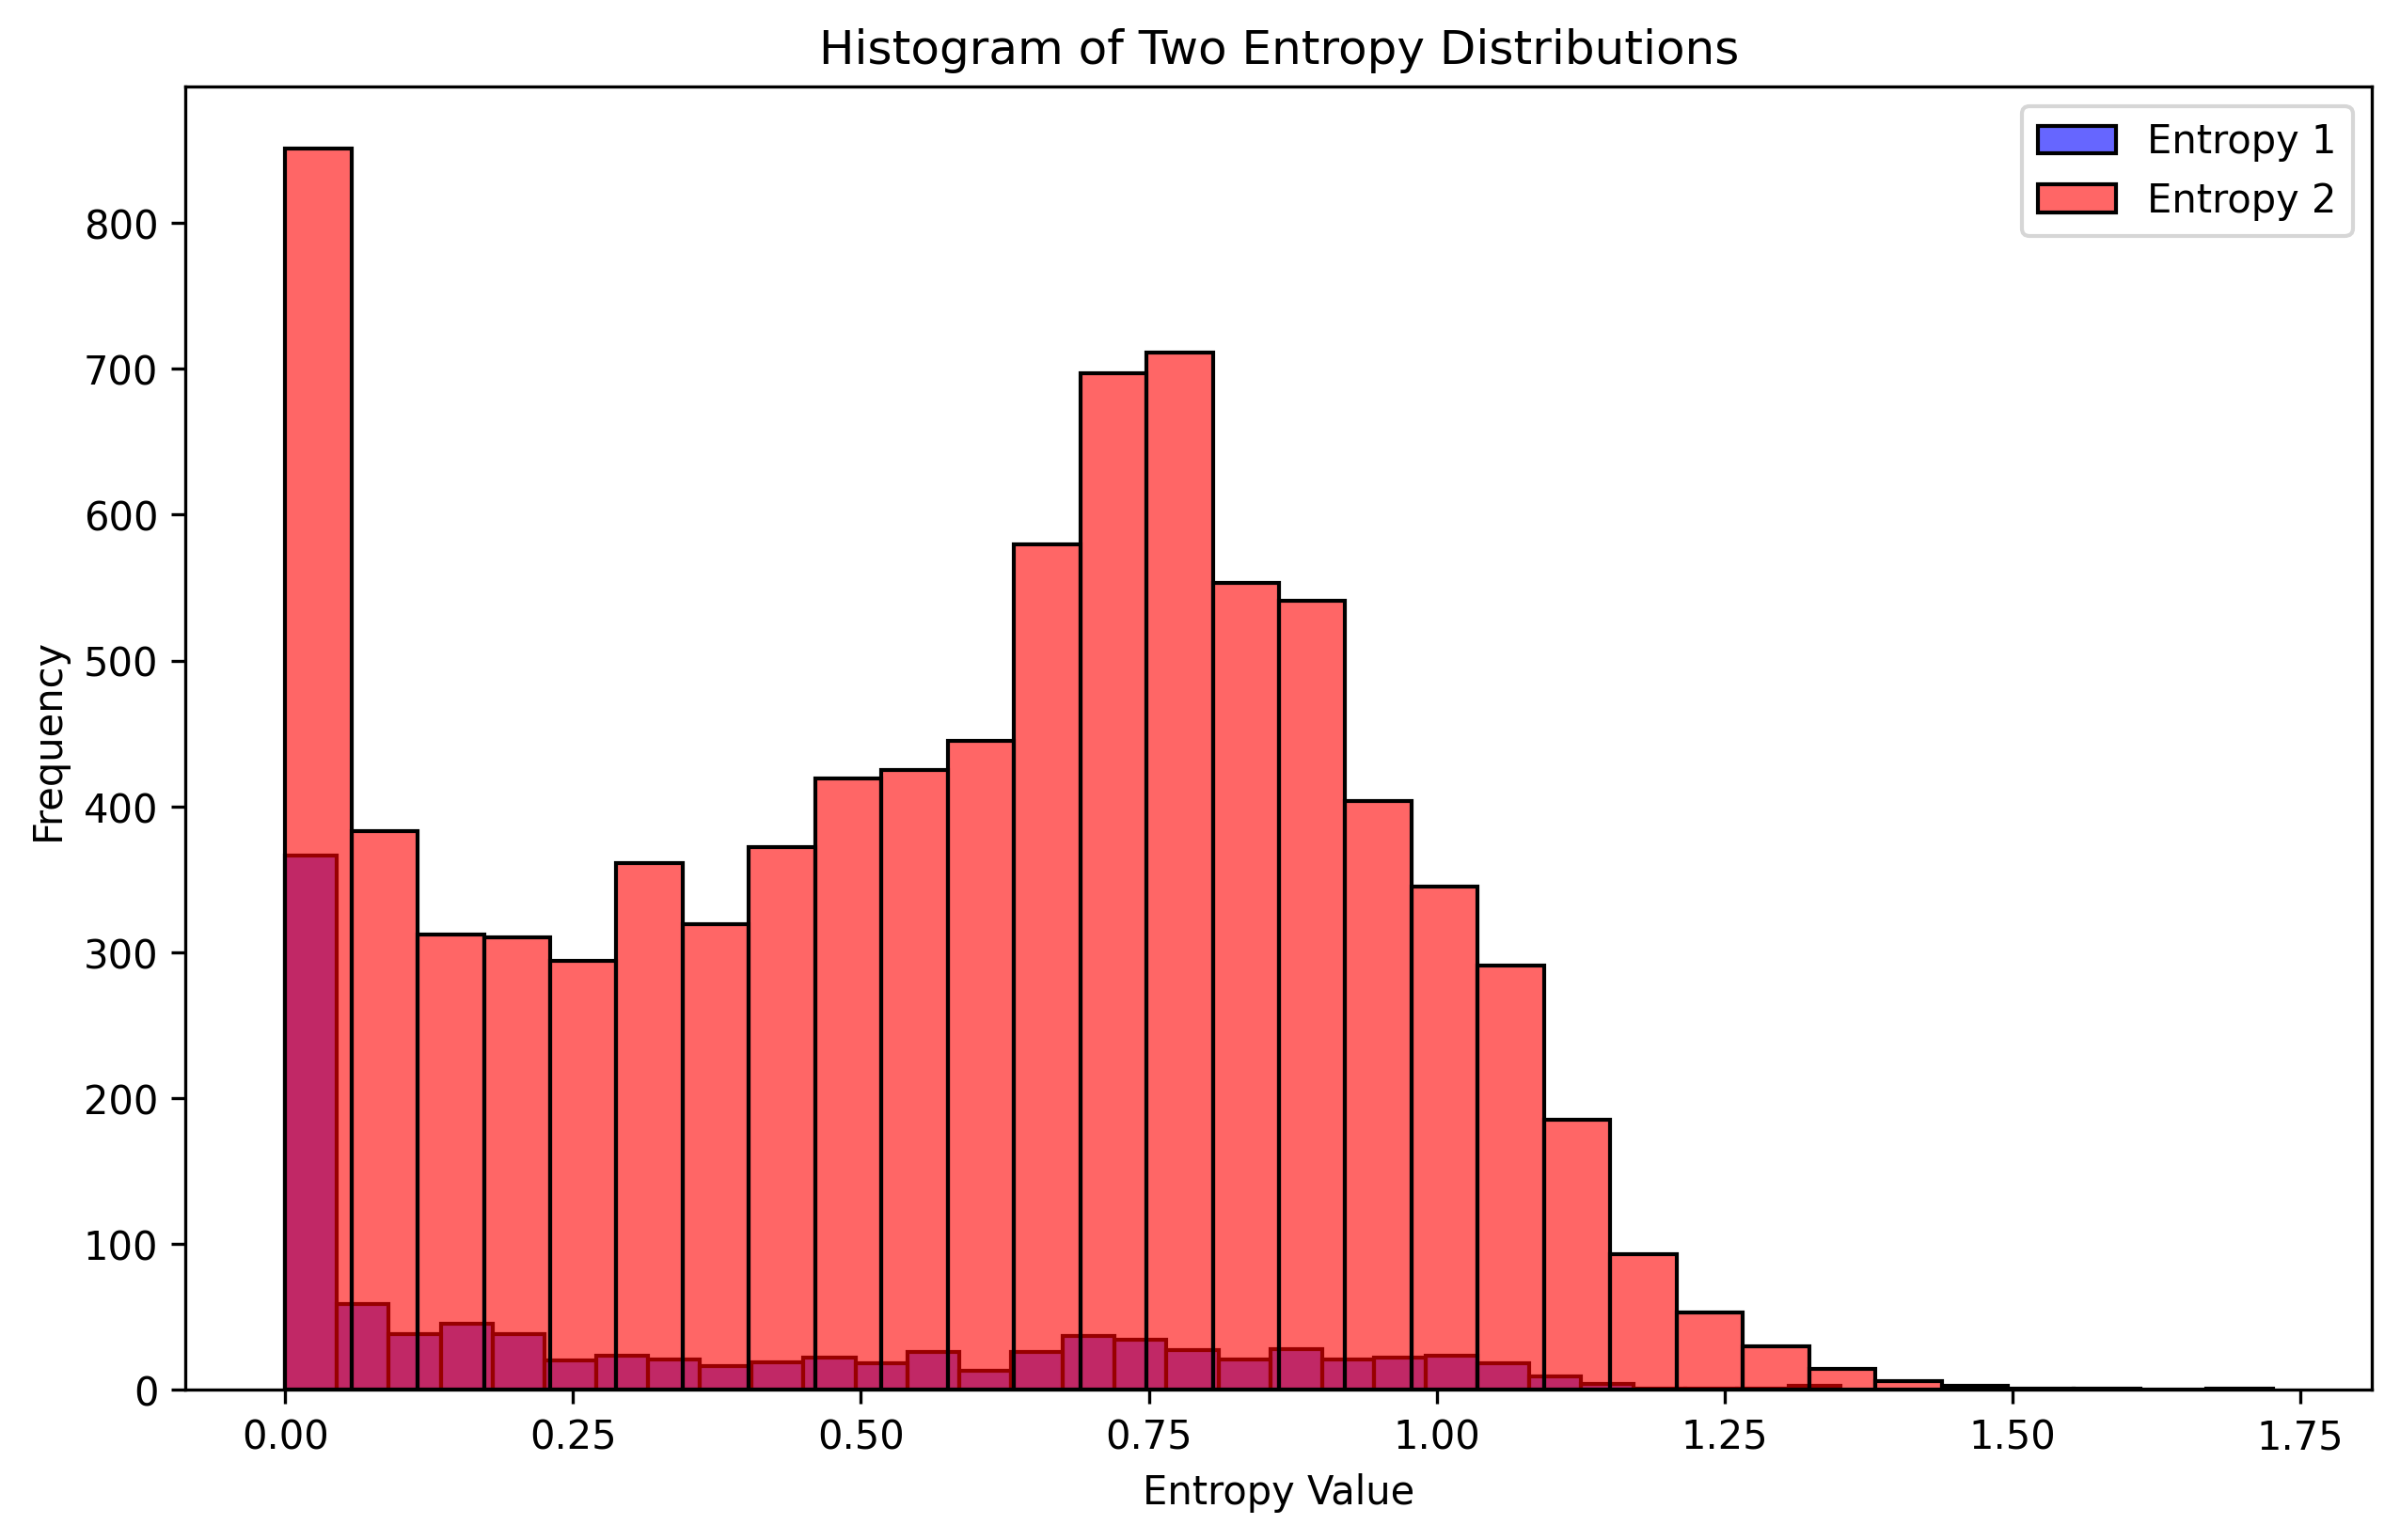 Histogram of Two Entropy Distributions
Entropy 1
Entropy 2
Frequency
800
700
600
500
400
300
200
100
0
0.00 0.25 0.50 0.75 1.00 1.25 1.50 1.75
Entropy Value